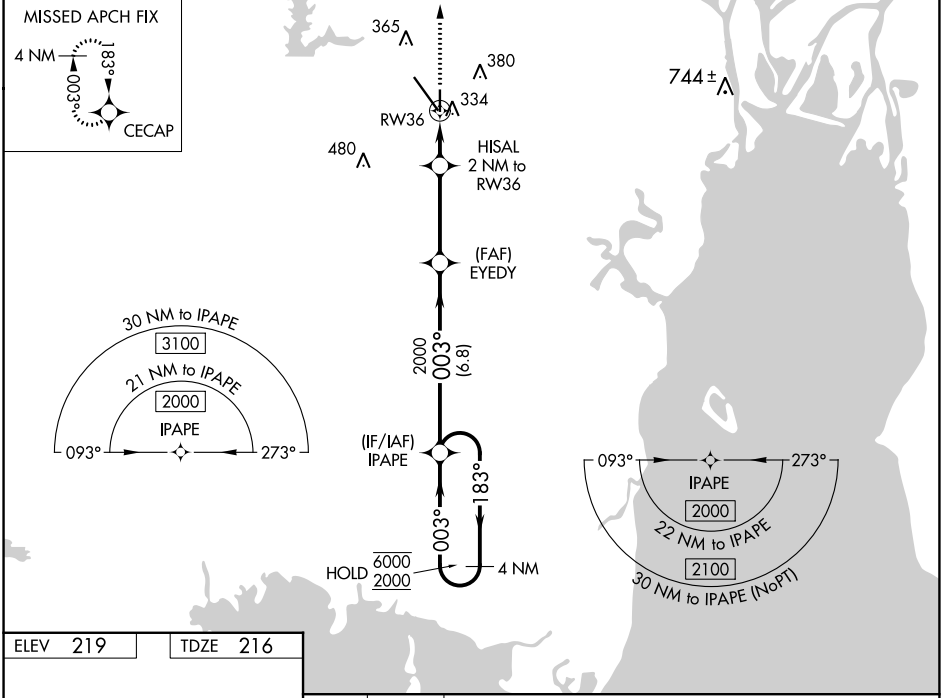 MISSED APCH FIX
4 NM
183°
003°
CECAP
365
380
744 ±
334
RW36
480
HISAL
2 NM to
RW36
(FAF)
EYEDY
2000
003°
(6.8)
30 NM to IPAPE
3100
21 NM to IPAPE
2000
IPAPE
093°
273°
(IF/IAF)
IPAPE
183°
003°
HOLD 6000
2000
4 NM
093°
273°
IPAPE
2000
22 NM to IPAPE
2100
30 NM to IPAPE (NoPT)
ELEV 219
TDZE 216